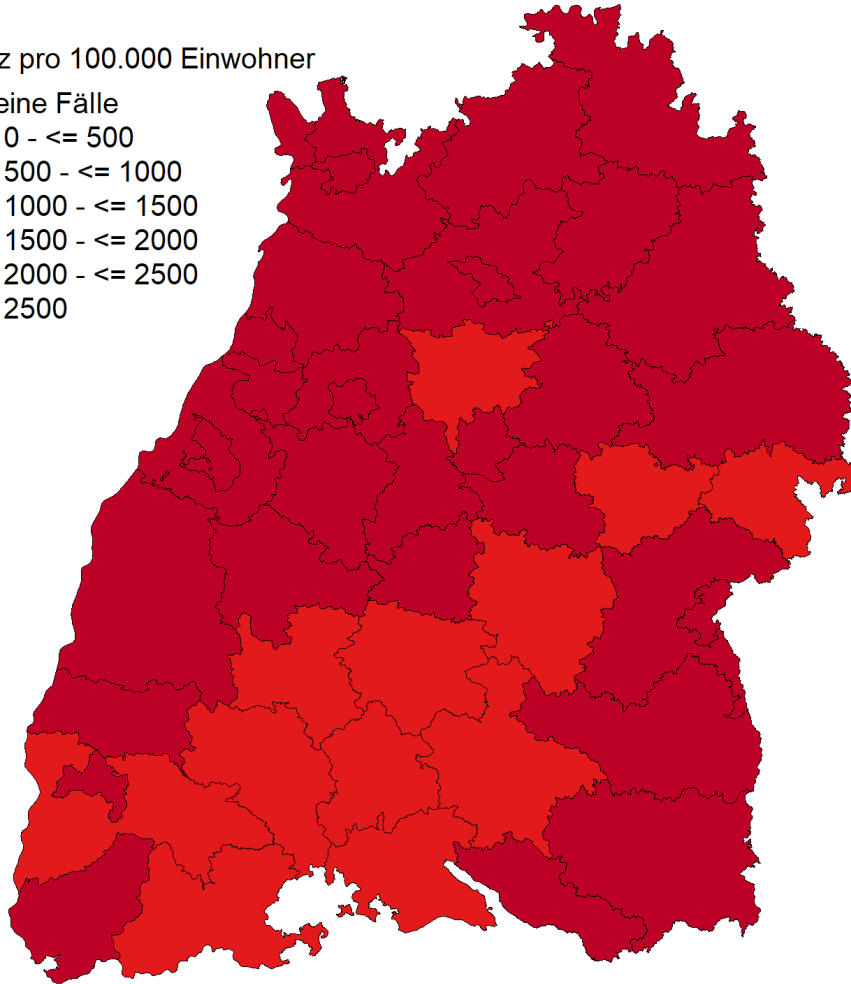 z pro 100.000 Einwohner
eine Fälle
0 - <= 500
500 - <= 1000
1000 - <= 1500
1500 - <= 2000
2000 - <= 2500
2500